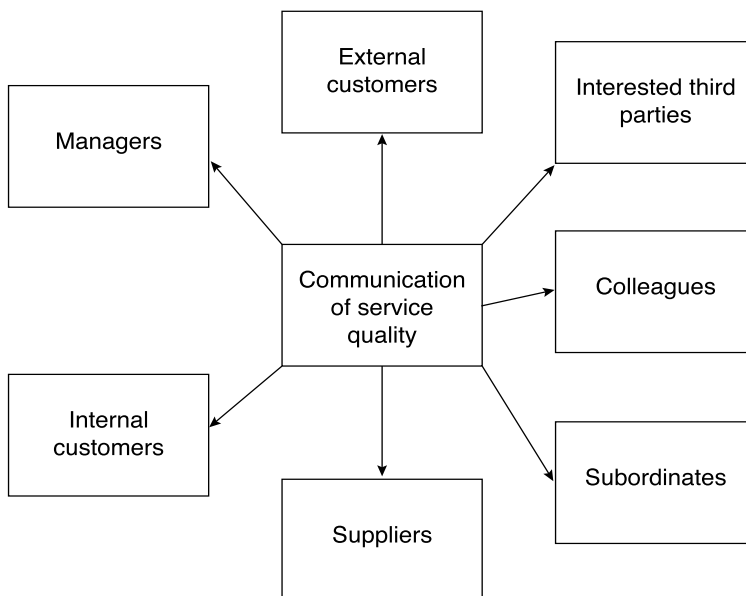 External
customers
Interested third
parties
Managers
Communication
of service
quality
Colleagues
Internal
customers
Subordinates
Suppliers